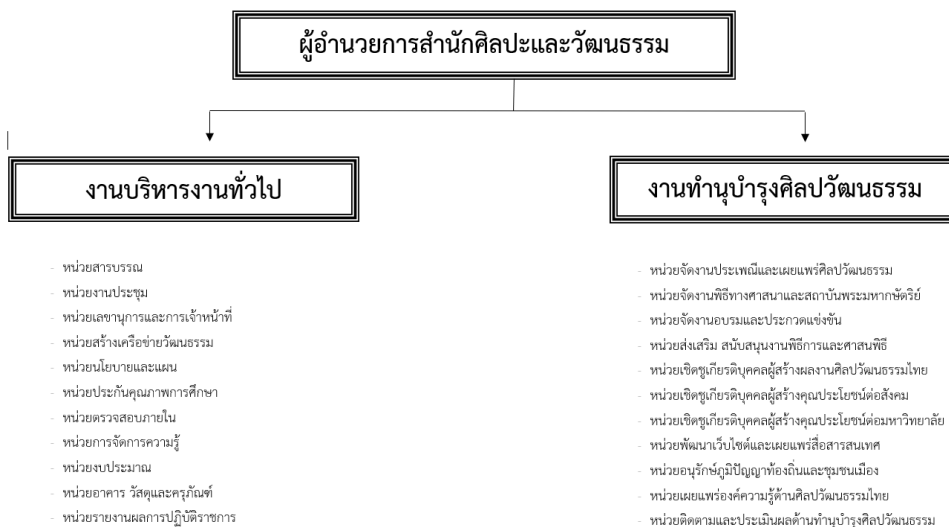 ผู้อำนวยการสำนักศิลปะและวัฒนธรรม
งานบริหารงานทั่วไป
- หน่วยสารบรรณ
- หน่วยงานประชุม
- หน่วยเลขานุการและการเจ้าหน้าที่
- หน่วยสร้างเครือข่ายวัฒนธรรม
- หน่วยนโยบายและแผน
- หน่วยประกันคุณภาพการศึกษา
- หน่วยตรวจสอบภายใน
- หน่วยการจัดการความรู้
- หน่วยงบประมาณ
- หน่วยอาคาร วัสดุและครุภัณฑ์
- หน่วยรายงานผลการปฏิบัติราชการ
งานทำนุบำรุงศิลปวัฒนธรรม
- หน่วยจัดงานประเพณีและเผยแพร่ศิลปวัฒนธรรม
- หน่วยจัดงานพิธีทางศาสนาและสถาบันพระมหากษัตริย์
- หน่วยจัดงานอบรมและประกวดแข่งขัน
- หน่วยส่งเสริม สนับสนุนงานพิธีการและศาสนพิธี
- หน่วยเชิดชูเกียรติบุคคลผู้สร้างผลงานศิลปวัฒนธรรมไทย
- หน่วยเชิดชูเกียรติบุคคลผู้สร้างคุณประโยชน์ต่อสังคม
- หน่วยเชิดชูเกียรติบุคคลผู้สร้างคุณประโยชน์ต่อมหาวิทยาลัย
- หน่วยพัฒนาเว็บไซต์และเผยแพร่สื่อสารสนเทศ
- หน่วยอนุรักษ์ภูมิปัญญาท้องถิ่นและชุมชนเมือง
- หน่วยเผยแพร่องค์ความรู้ด้านศิลปวัฒนธรรมไทย
- หน่วยติดตามและประเมินผลด้านทำนุบำรุงศิลปวัฒนธรรม